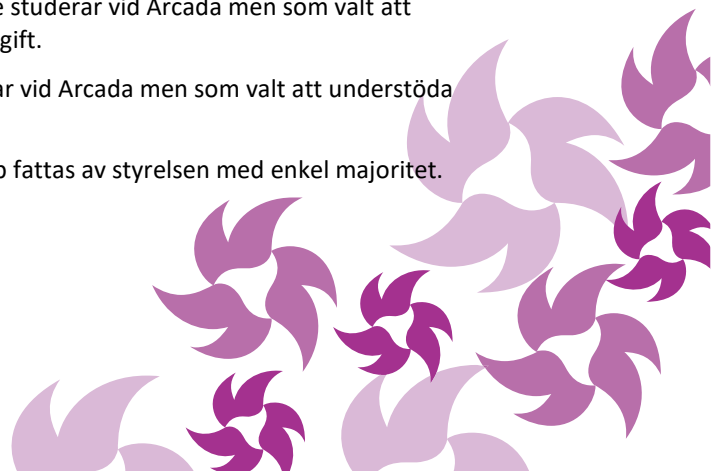 studerar vid Arcada men som valt att
gift.
vid Arcada men som valt att understöda
fattas av styrelsen med enkel majoritet.